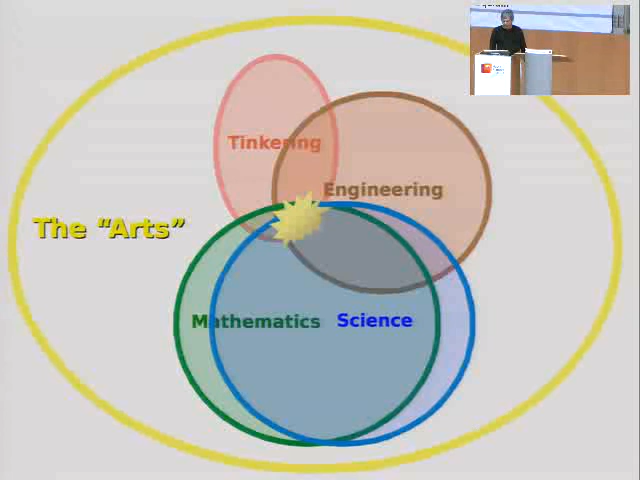 Tinkering
Engineering
The “Arts”
Mathematics
Science